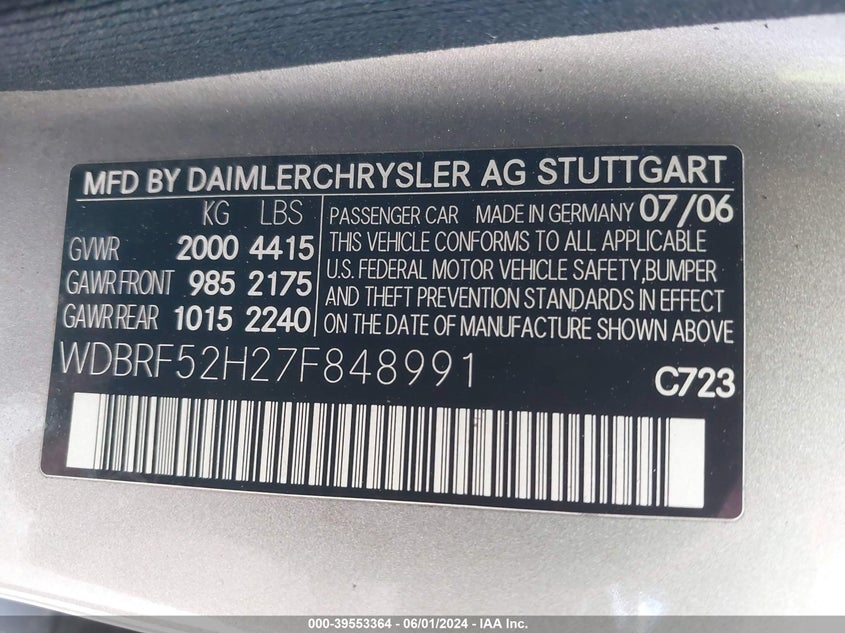 MFD BY DAIMLERCHRYSLER AG STUTTGART
KG LBS
GVWR 2000 4415
GAWR FRONT 985 2175
GAWR REAR 1015 2240
PASSENGER CAR MADE IN GERMANY 07/06
THIS VEHICLE CONFORMS TO ALL APPLICABLE
U.S. FEDERAL MOTOR VEHICLE SAFETY,BUMPER
AND THEFT PREVENTION STANDARDS IN EFFECT
ON THE DATE OF MANUFACTURE SHOWN ABOVE
WDBRF52H27F848991
C723
000-39553364 - 06/01/2024 - IAA Inc.